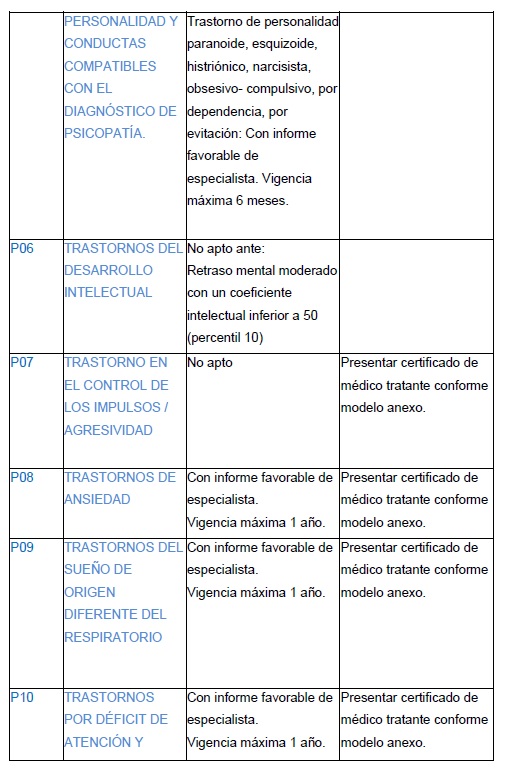 PERSONALIDAD Y
CONDUCTAS
COMPATIBLES
CON EL
DIAGNÓSTICO DE
PSICOPATÍA.
Trastorno de personalidad
paranoide, esquizoide,
histriónico, narcisista,
obsesivo- compulsivo, por
dependencia, por
evitación: Con informe
favorable de
especialista. Vigencia
máxima 6 meses.
P06
TRASTORNOS DEL
DESARROLLO
INTELECTUAL
No apto ante:
Retraso mental moderado
con un coeficiente
intelectual inferior a 50
(percentil 10)
P07
TRASTORNO EN
EL CONTROL DE
LOS IMPULSOS /
AGRESIVIDAD
No apto
Presentar certificado de
médico tratante conforme
modelo anexo.
P08
TRASTORNOS DE
ANSIEDAD
Con informe favorable de
especialista.
Vigencia máxima 1 año.
Presentar certificado de
médico tratante conforme
modelo anexo.
P09
TRASTORNOS DEL
SUEÑO DE
ORIGEN
DIFERENTE DEL
RESPIRATORIO
Con informe favorable de
especialista.
Vigencia máxima 1 año.
Presentar certificado de
médico tratante conforme
modelo anexo.
P10
TRASTORNOS
POR DÉFICIT DE
ATENCIÓN Y
Con informe favorable de
especialista.
Vigencia máxima 1 año.
Presentar certificado de
médico tratante conforme
modelo anexo.